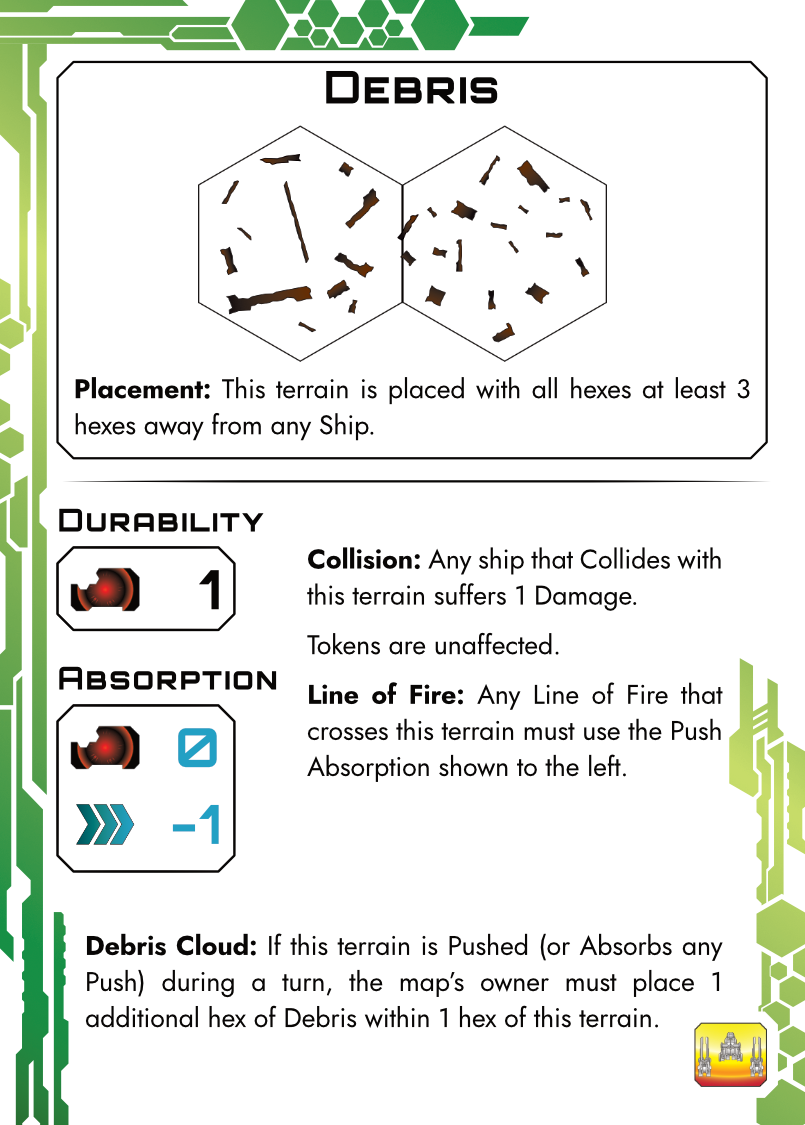 Debris
Placement: This terrain is placed with all hexes at least 3
hexes away from any Ship.
Durability
1
Absorption
0
-1
Collision: Any ship that Collides with
this terrain suffers 1 Damage.
Tokens are unaffected.
Line of Fire: Any Line of Fire that
crosses this terrain must use the Push
Absorption shown to the left.
Debris Cloud: If this terrain is Pushed (or Absorbs any
Push) during a turn, the map's owner must place 1
additional hex of Debris within 1 hex of this terrain.